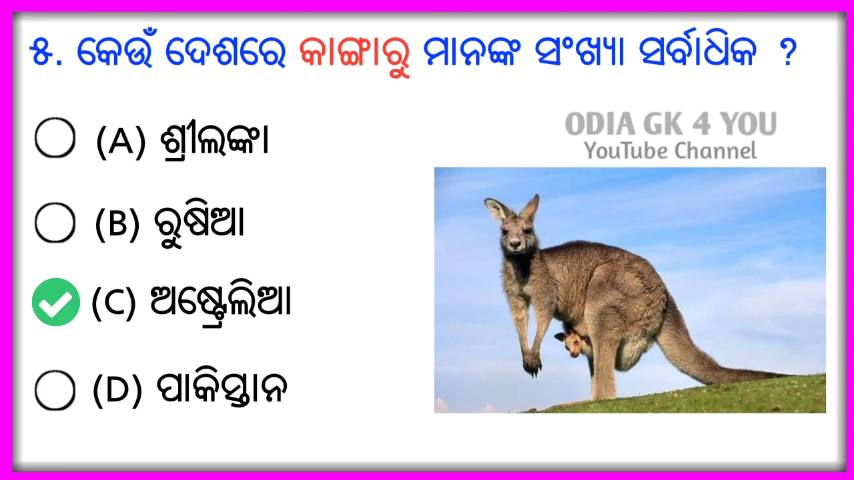 ୫. କେଉଁ ଦେଶରେ କାଙ୍ଗାରୁ ମାନଙ୍କ ସଂଖ୍ୟା ସର୍ବାଧିକ ?
(A) ଶ୍ରୀଲଙ୍କା
(B) ରୁଷିଆ
(C) ଅଷ୍ଟ୍ରେଲିଆ
(D) ପାକିସ୍ତାନ
ODIA GK 4 YOU
YouTube Channel